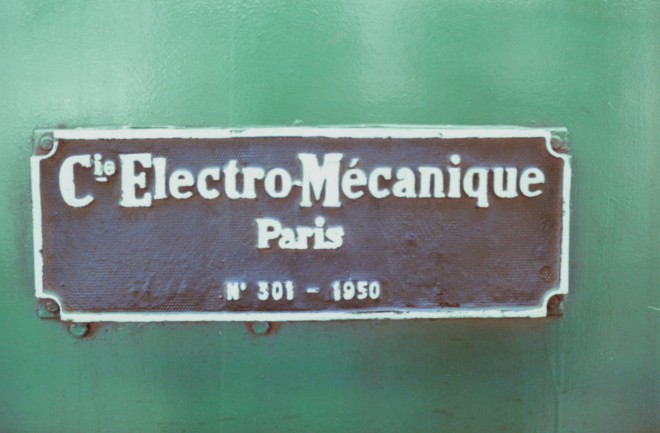 Cie Electro-Mécanique
Paris
N° 301 - 1950